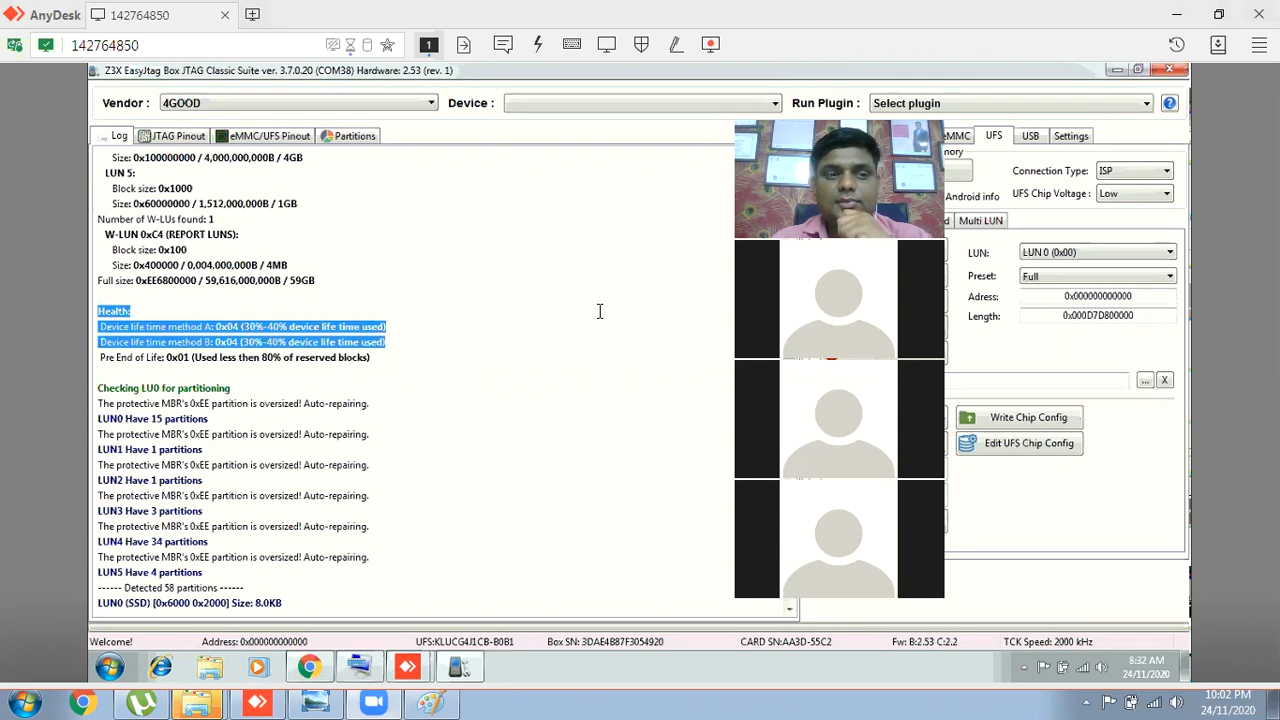 AnyDesk
142764850
142764850
1
Z3X EasyJtag Box JTAG Classic Suite ver. 3.7.0.20 (COM38) Hardware: 2.53 (rev. 1)
Vendor : 4GOOD Device : Run Plugin : Select plugin
Log JTAG Pinout eMMC/UFS Pinout Partitions
eMMC UFS USB Settings
Size: 0x100000000 / 4,000,000,000B / 4GB
LUN 5:
Block size: 0x1000
Size: 0x60000000 / 1,512,000,000B / 1GB
Number of W-LUs found: 1
W-LUN 0xC4 (REPORT LUNS):
Block size: 0x100
Size: 0x400000 / 0,004,000,000B / 4MB
Full size: 0xEE6800000 / 59,616,000,000B / 59GB
Health:
Device life time method A: 0x04 (30%-40% device life time used)
Device life time method B: 0x04 (30%-40% device life time used)
Pre End of Life: 0x01 (Used less then 80% of reserved blocks)
Checking LU0 for partitioning
The protective MBR's 0xEE partition is oversized! Auto-repairing.
LUN0 Have 15 partitions
The protective MBR's 0xEE partition is oversized! Auto-repairing.
LUN1 Have 1 partitions
The protective MBR's 0xEE partition is oversized! Auto-repairing.
LUN2 Have 1 partitions
The protective MBR's 0xEE partition is oversized! Auto-repairing.
LUN3 Have 3 partitions
The protective MBR's 0xEE partition is oversized! Auto-repairing.
LUN4 Have 34 partitions
The protective MBR's 0xEE partition is oversized! Auto-repairing.
LUN5 Have 4 partitions
------ Detected 58 partitions ------
LUN0 (SSD) [0x6000 0x2000] Size: 8.0KB
Connection Type: ISP
Android info
UFS Chip Voltage : Low
Multi LUN
LUN: LUN 0 (0x00)
Preset: Full
Adress: 0x000000000000
Length: 0x000D7D800000
... X
Write Chip Config
Edit UFS Chip Config
Welcome! Address: 0x000000000000 UFS:KLUCG4J1CB-B0B1 Box SN: 3DAE4B87F3054920 CARD SN:AA3D-55C2 Fw: B:2.53 C:2.2 TCK Speed: 2000 kHz
8:32 AM
24/11/2020
10:02 PM
24/11/2020